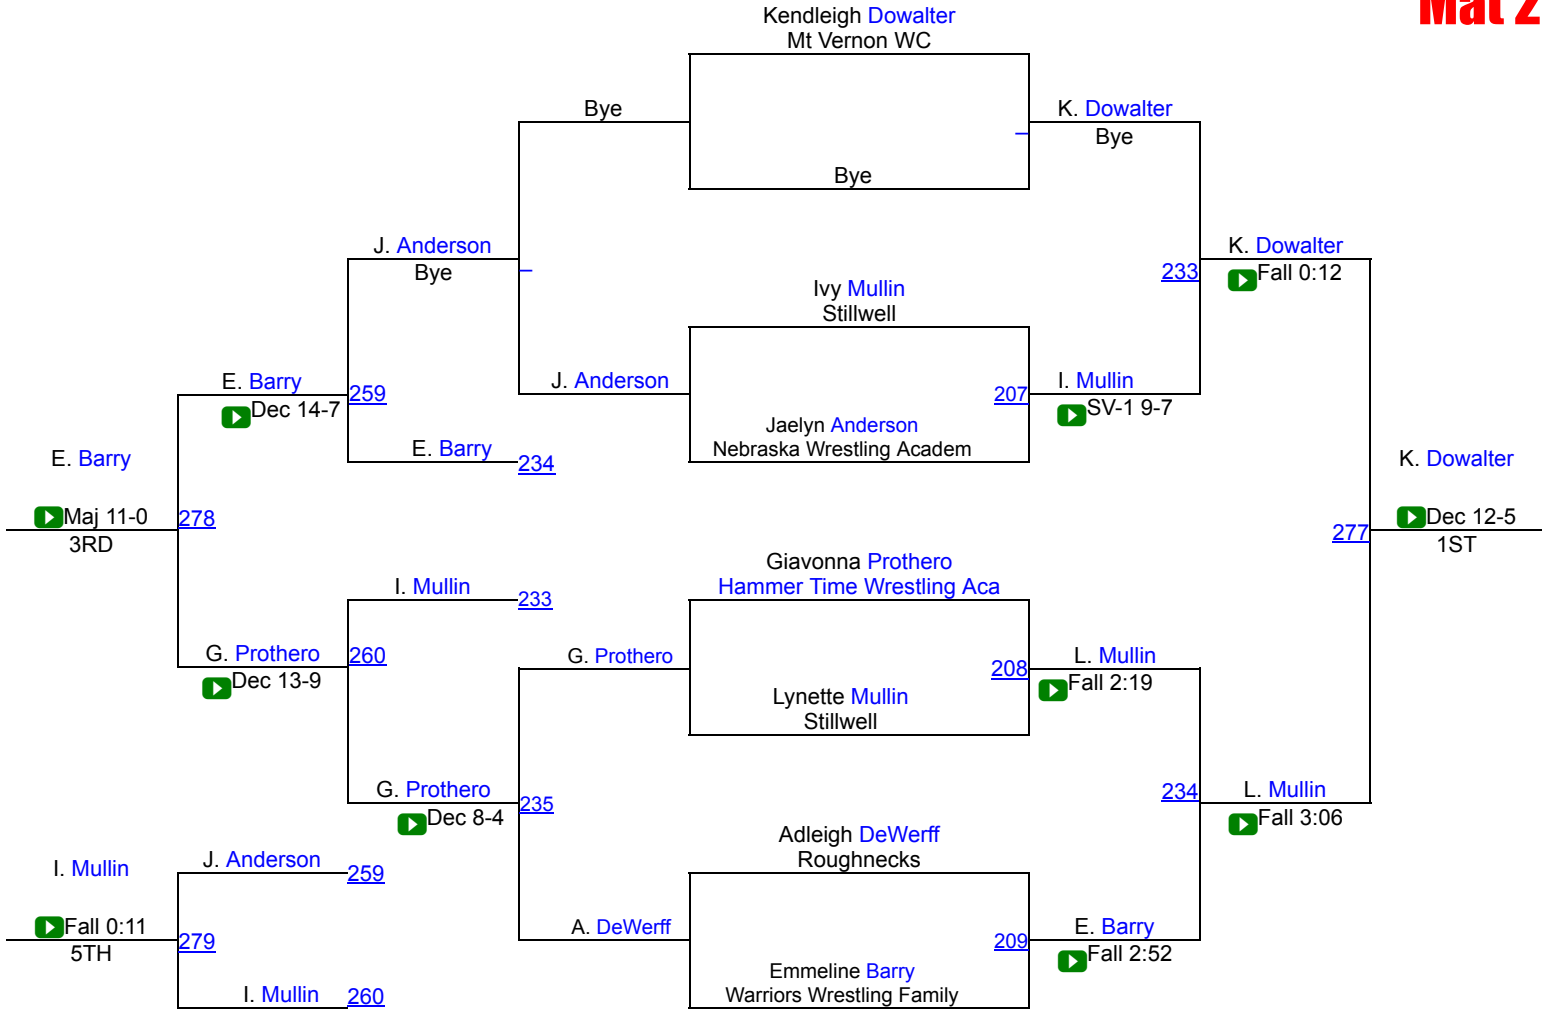 Mat 2
Kendleigh Dowalter
Mt Vernon WC
Bye
K. Dowalter
Bye
Bye
J. Anderson
Bye
K. Dowalter
Fall 0:12
233
Ivy Mullin
Stillwell
E. Barry
Dec 14-7
259
J. Anderson
207
I. Mullin
SV-1 9-7
Jaelyn Anderson
Nebraska Wrestling Academ
E. Barry
234
E. Barry
Maj 11-0
3RD
278
K. Dowalter
Dec 12-5
1ST
277
Giavonna Prothero
Hammer Time Wrestling Aca
I. Mullin
233
G. Prothero
Dec 13-9
260
G. Prothero
208
L. Mullin
Fall 2:19
Lynette Mullin
Stillwell
G. Prothero
Dec 8-4
235
234
L. Mullin
Fall 3:06
Adleigh DeWerff
Roughnecks
I. Mullin
Fall 0:11
5TH
J. Anderson
259
279
A. DeWerff
209
E. Barry
Fall 2:52
Emmeline Barry
Warriors Wrestling Family
I. Mullin
260